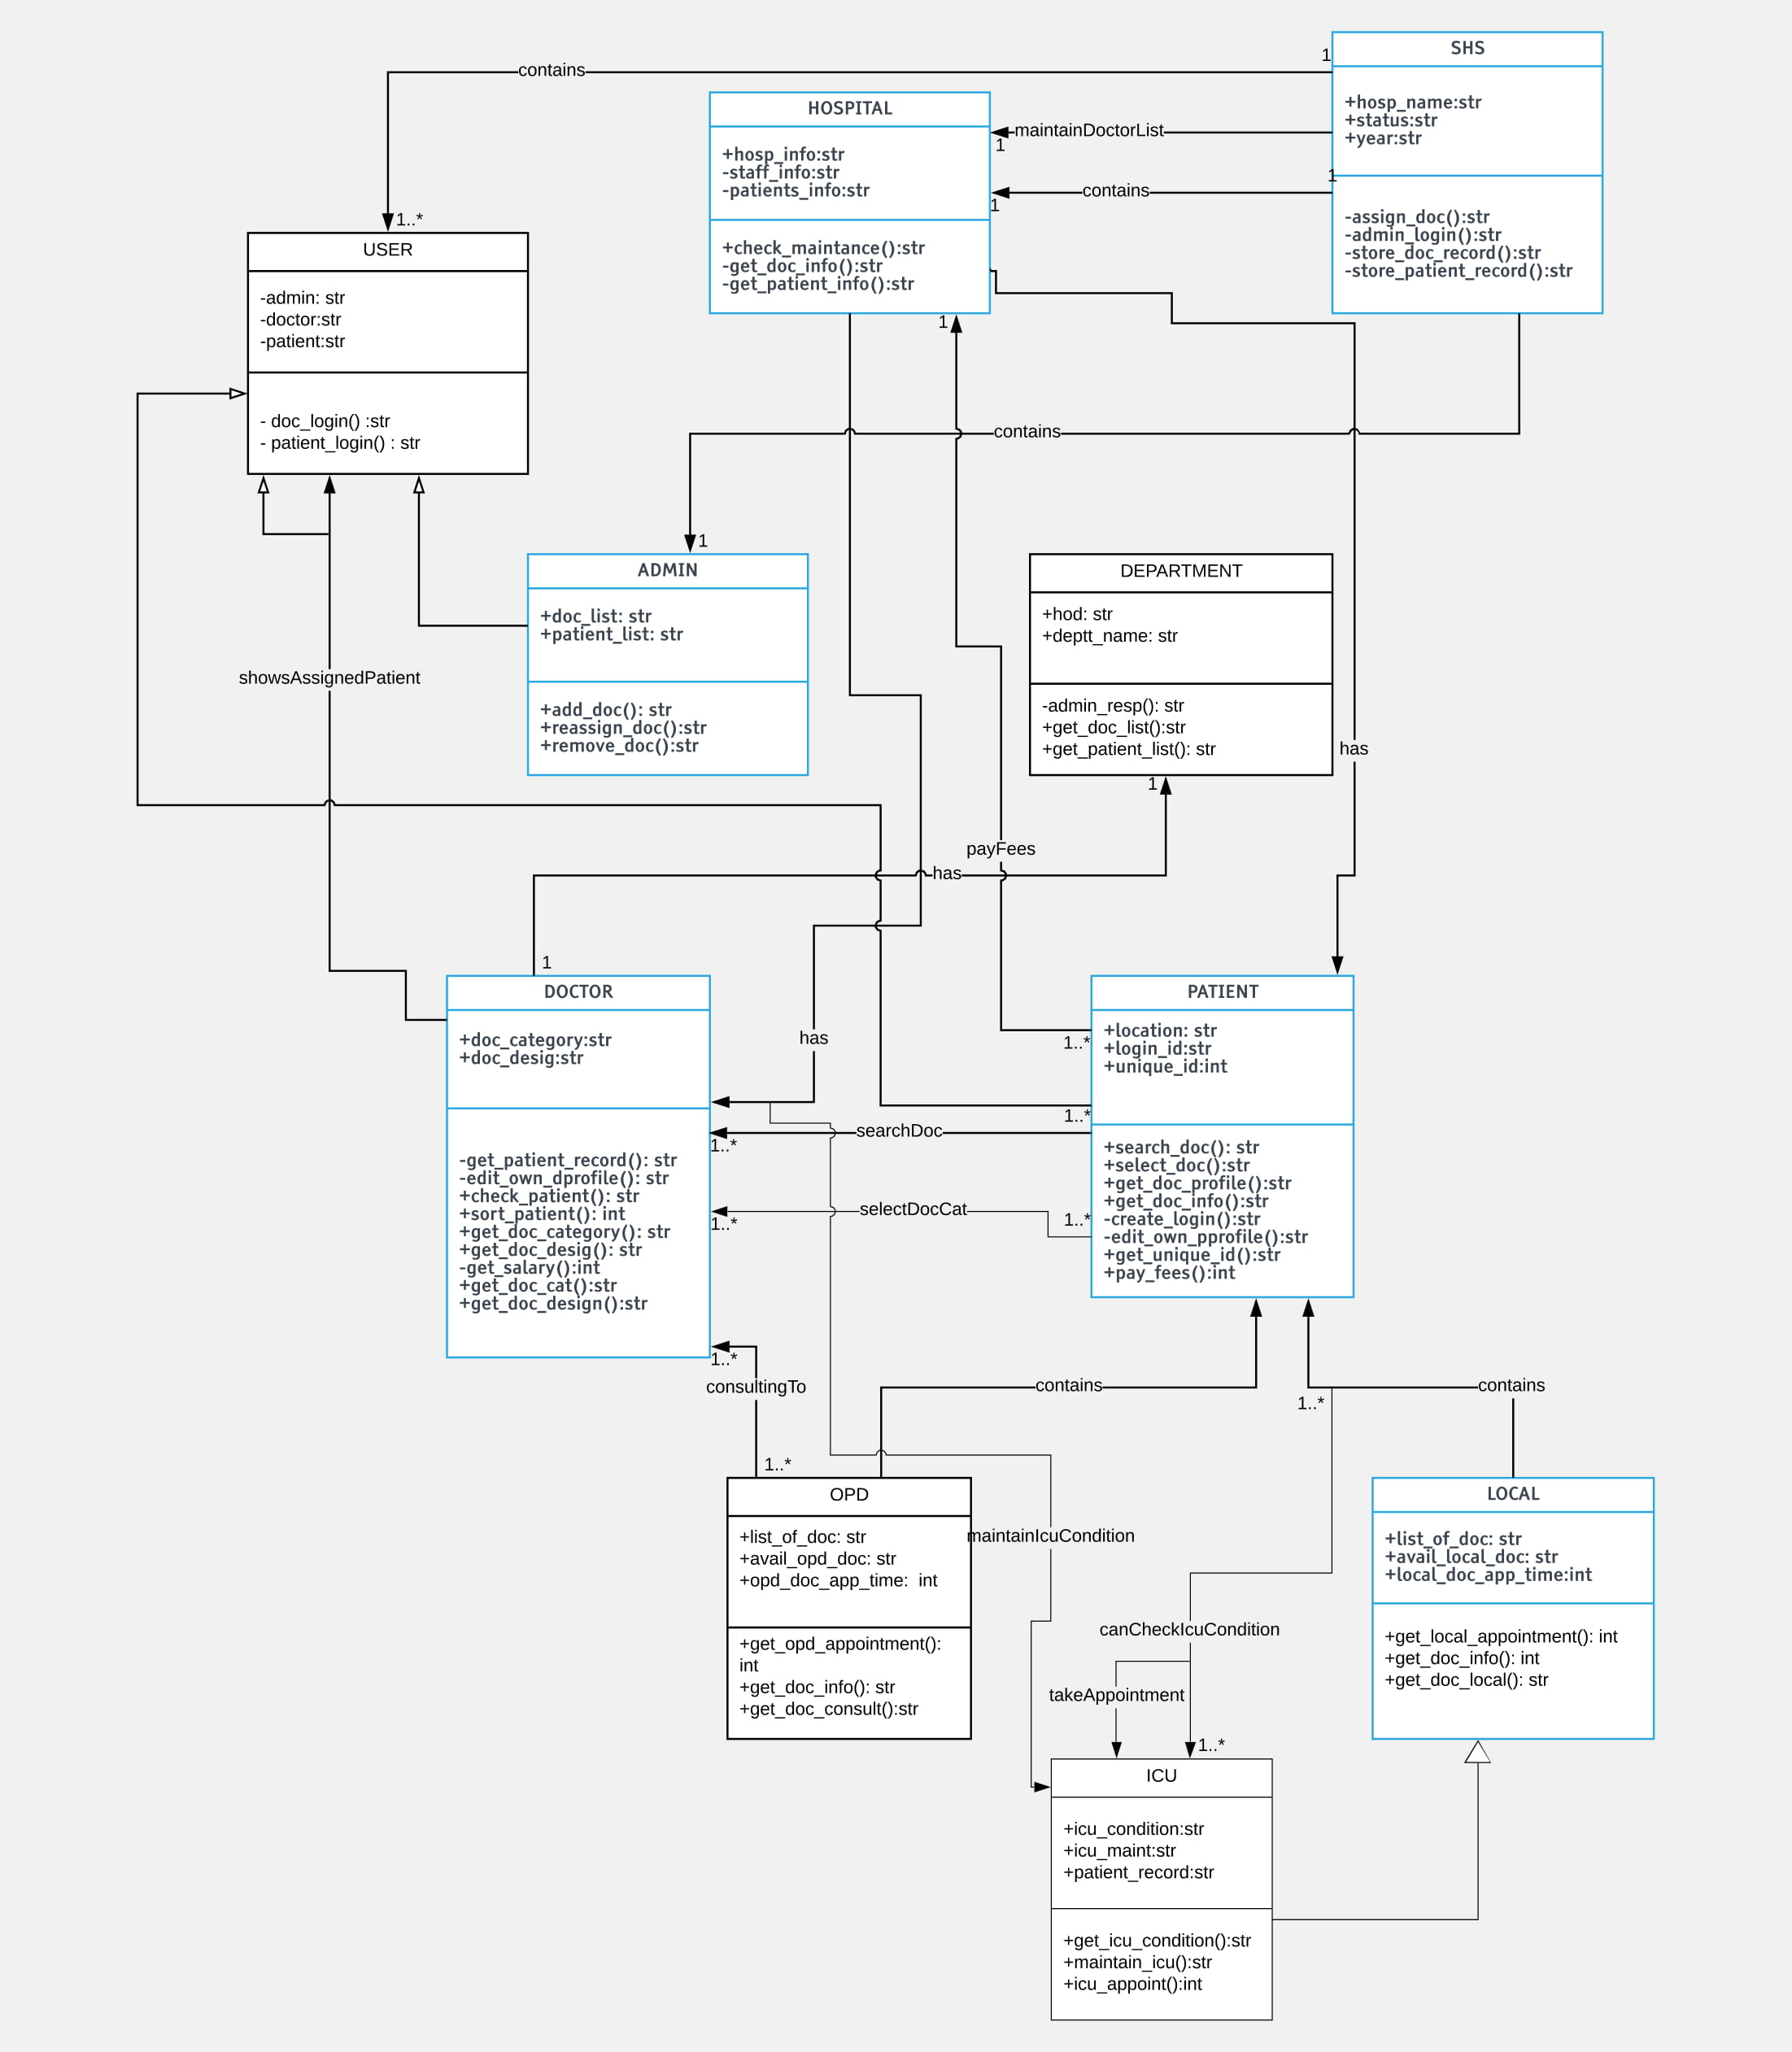 SHS
1
contains
+hosp_name:str
+status:str
+year:str
1
-assign_doc():str
-admin_login():str
-store_doc_record():str
-store_patient_record():str
HOSPITAL
maintainDoctorList
1
+hosp_info:str
-staff_info:str
-patients_info:str
contains
1
+check_maintance():str
-get_doc_info():str
-get_patient_info():str
1
1..*
USER
-admin: str
-doctor:str
-patient:str
- doc_login() :str
- patient_login() : str
contains
1
ADMIN
+doc_list: str
+patient_list: str
+add_doc(): str
+reassign_doc():str
+remove_doc():str
DEPARTMENT
+hod: str
+deptt_name: str
-admin_resp(): str
+get_doc_list():str
+get_patient_list(): str
1
showsAssignedPatient
has
payFees
has
1
DOCTOR
+doc_category:str
+doc_desig:str
-get_patient_record(): str
-edit_own_dprofile(): str
+check_patient(): str
+sort_patient(): int
+get_doc_category(): str
+get_doc_desig(): str
-get_salary():int
+get_doc_cat():str
+get_doc_design():str
has
PATIENT
+location: str
+login_id:str
+unique_id:int
1..*
1..*
+search_doc(): str
+select_doc():str
+get_doc_profile():str
+get_doc_info():str
-create_login():str
-edit_own_pprofile():str
+get_unique_id():str
+pay_fees():int
searchDoc
1..*
selectDocCat
1..*
1..*
1..*
consultingTo
contains
contains
1..*
1..*
OPD
+list_of_doc: str
+avail_opd_doc: str
+opd_doc_app_time:  int
+get_opd_appointment():
int
+get_doc_info(): str
+get_doc_consult():str
maintainIcuCondition
LOCAL
+list_of_doc: str
+avail_local_doc: str
+local_doc_app_time:int
+get_local_appointment(): int
+get_doc_info(): int
+get_doc_local(): str
canCheckIcuCondition
takeAppointment
1..*
ICU
+icu_condition:str
+icu_maint:str
+patient_record:str
+get_icu_condition():str
+maintain_icu():str
+icu_appoint():int